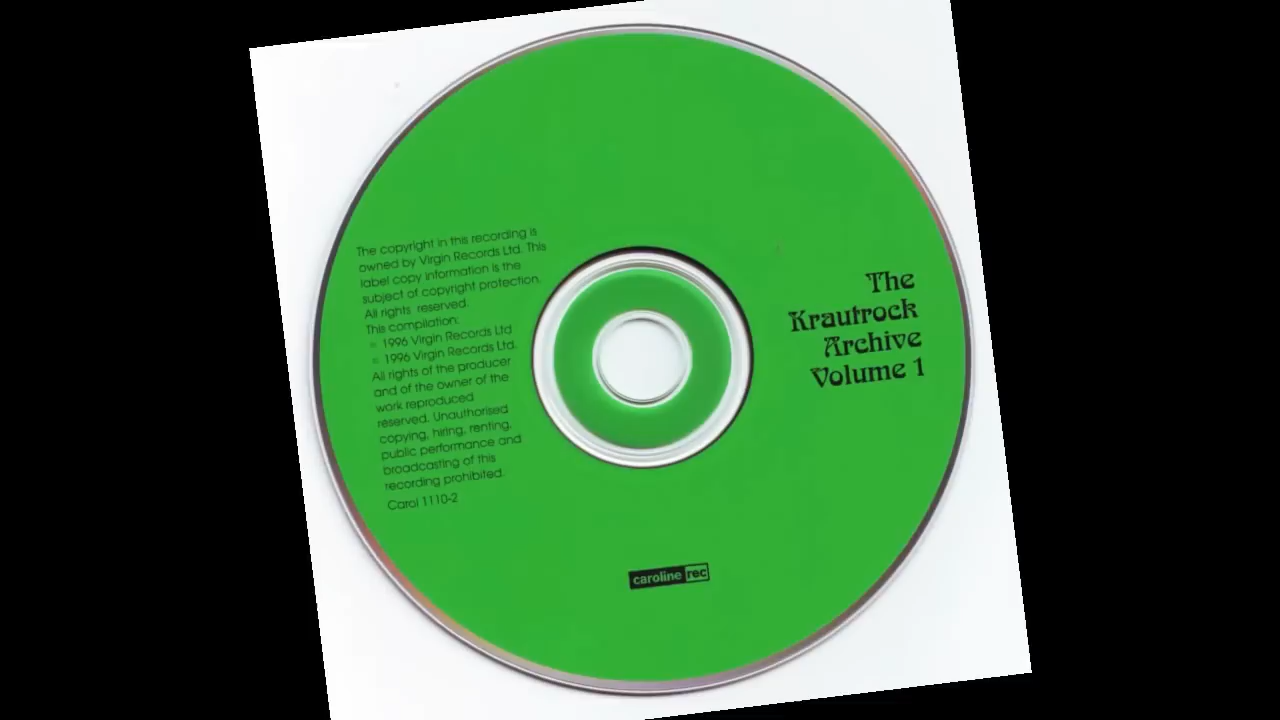 The copyright in this recording is
owned by Virgin Records Ltd. This
label copy information is the
subject of copyright protection.
All rights reserved.
This compilation:
℗ 1996 Virgin Records Ltd
© 1996 Virgin Records Ltd.
All rights of the producer
and of the owner of the
work reproduced
reserved. Unauthorised
copying, hiring, renting,
public performance and
broadcasting of this
recording prohibited.
Carol 1110-2
The
Krautrock
Archive
Volume 1
caroline rec